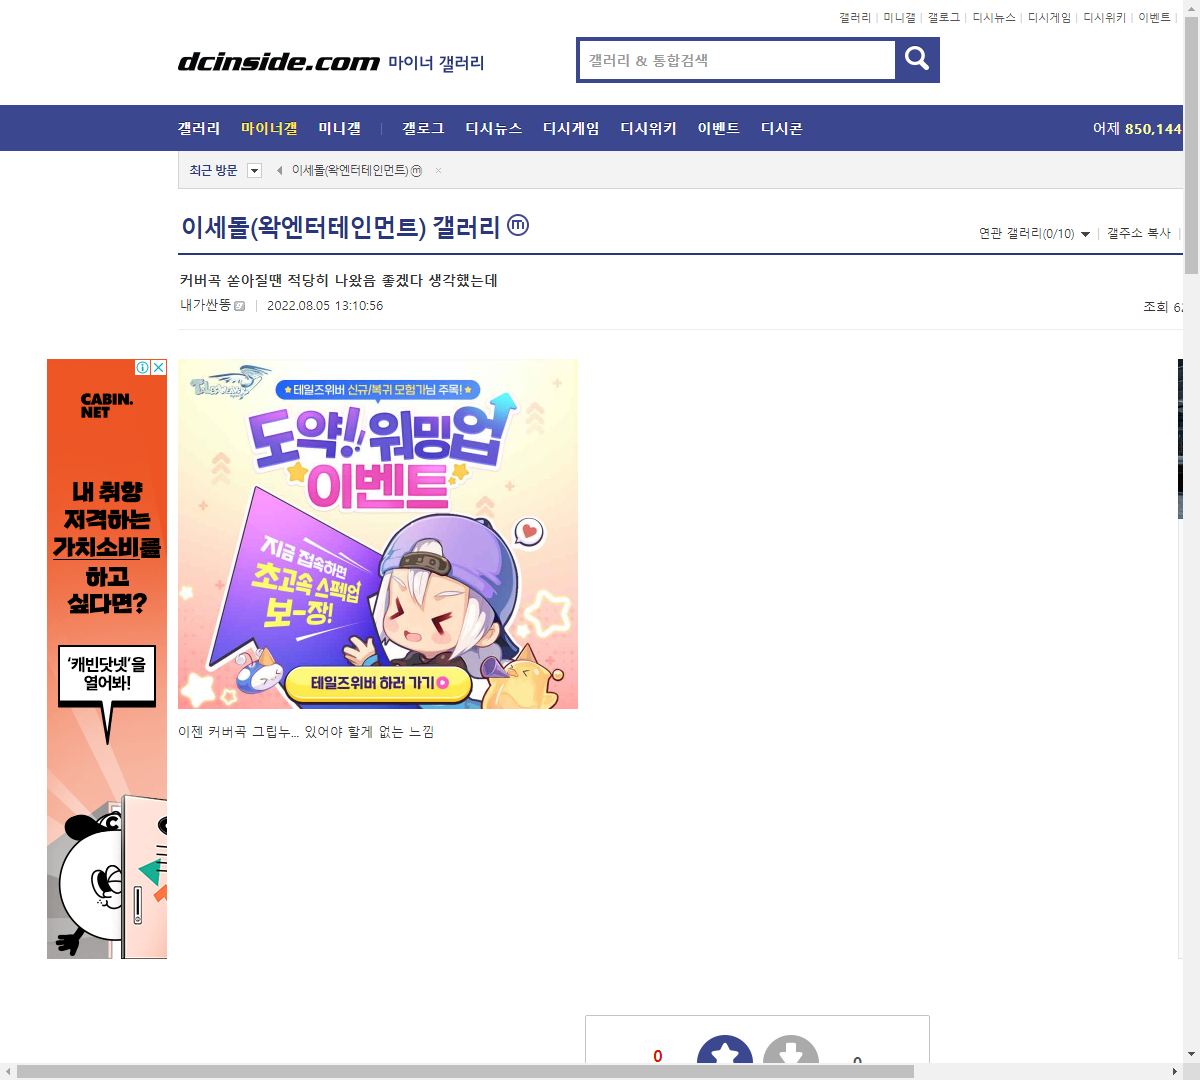 갤러리 | 미니갤 | 갤로그 | 디시뉴스 | 디시게임 | 디시위키 | 이벤트 |
dcinside.com 마이너 갤러리
갤러리 & 통합검색
갤러리 마이너갤 미니갤 | 갤로그 디시뉴스 디시게임 디시위키 이벤트 디시콘
어제 850,144
최근 방문
이세돌(왁엔터테인먼트)ⓜ ×
이세돌(왁엔터테인먼트) 갤러리 ⓜ
연관 갤러리(0/10) | 갤주소 복사 |
커버곡 쏟아질땐 적당히 나왔음 좋겠다 생각했는데
내가싼똥 | 2022.08.05 13:10:56
조회 62
CABIN.
NET
내 취향
저격하는
가치소비를
하고
싶다면?
'캐빈닷넷'을
열어봐!
TalesWeaver
테일즈위버 신규/복귀 모험가님 주목!
도약!! 워밍업
이벤트
지금 접속하면
초고속 스펙업
보-장!
테일즈위버 하러 가기
이젠 커버곡 그립누... 있어야 할게 없는 느낌
0
0